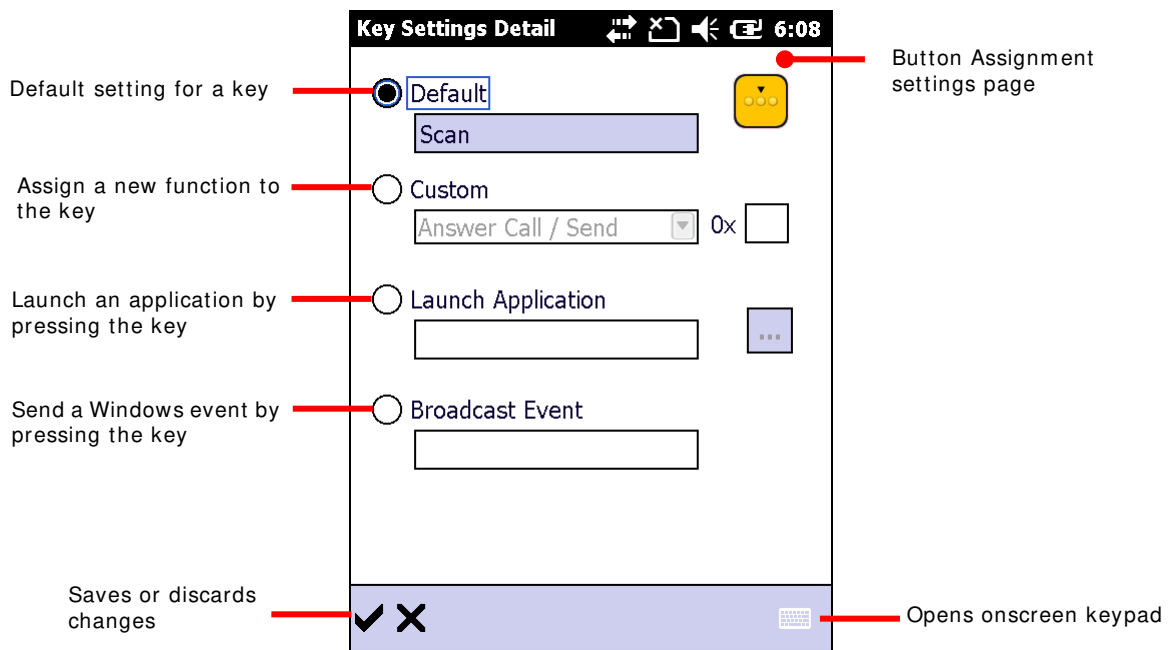 Key Settings Detail 6:08
Button Assignment
settings page
Default setting for a key
Default
Scan
Assign a new function to
the key
Custom
Answer Call / Send
0x
Launch an application by
pressing the key
Launch Application
...
Send a Windows event by
pressing the key
Broadcast Event
Saves or discards
changes
Opens onscreen keypad